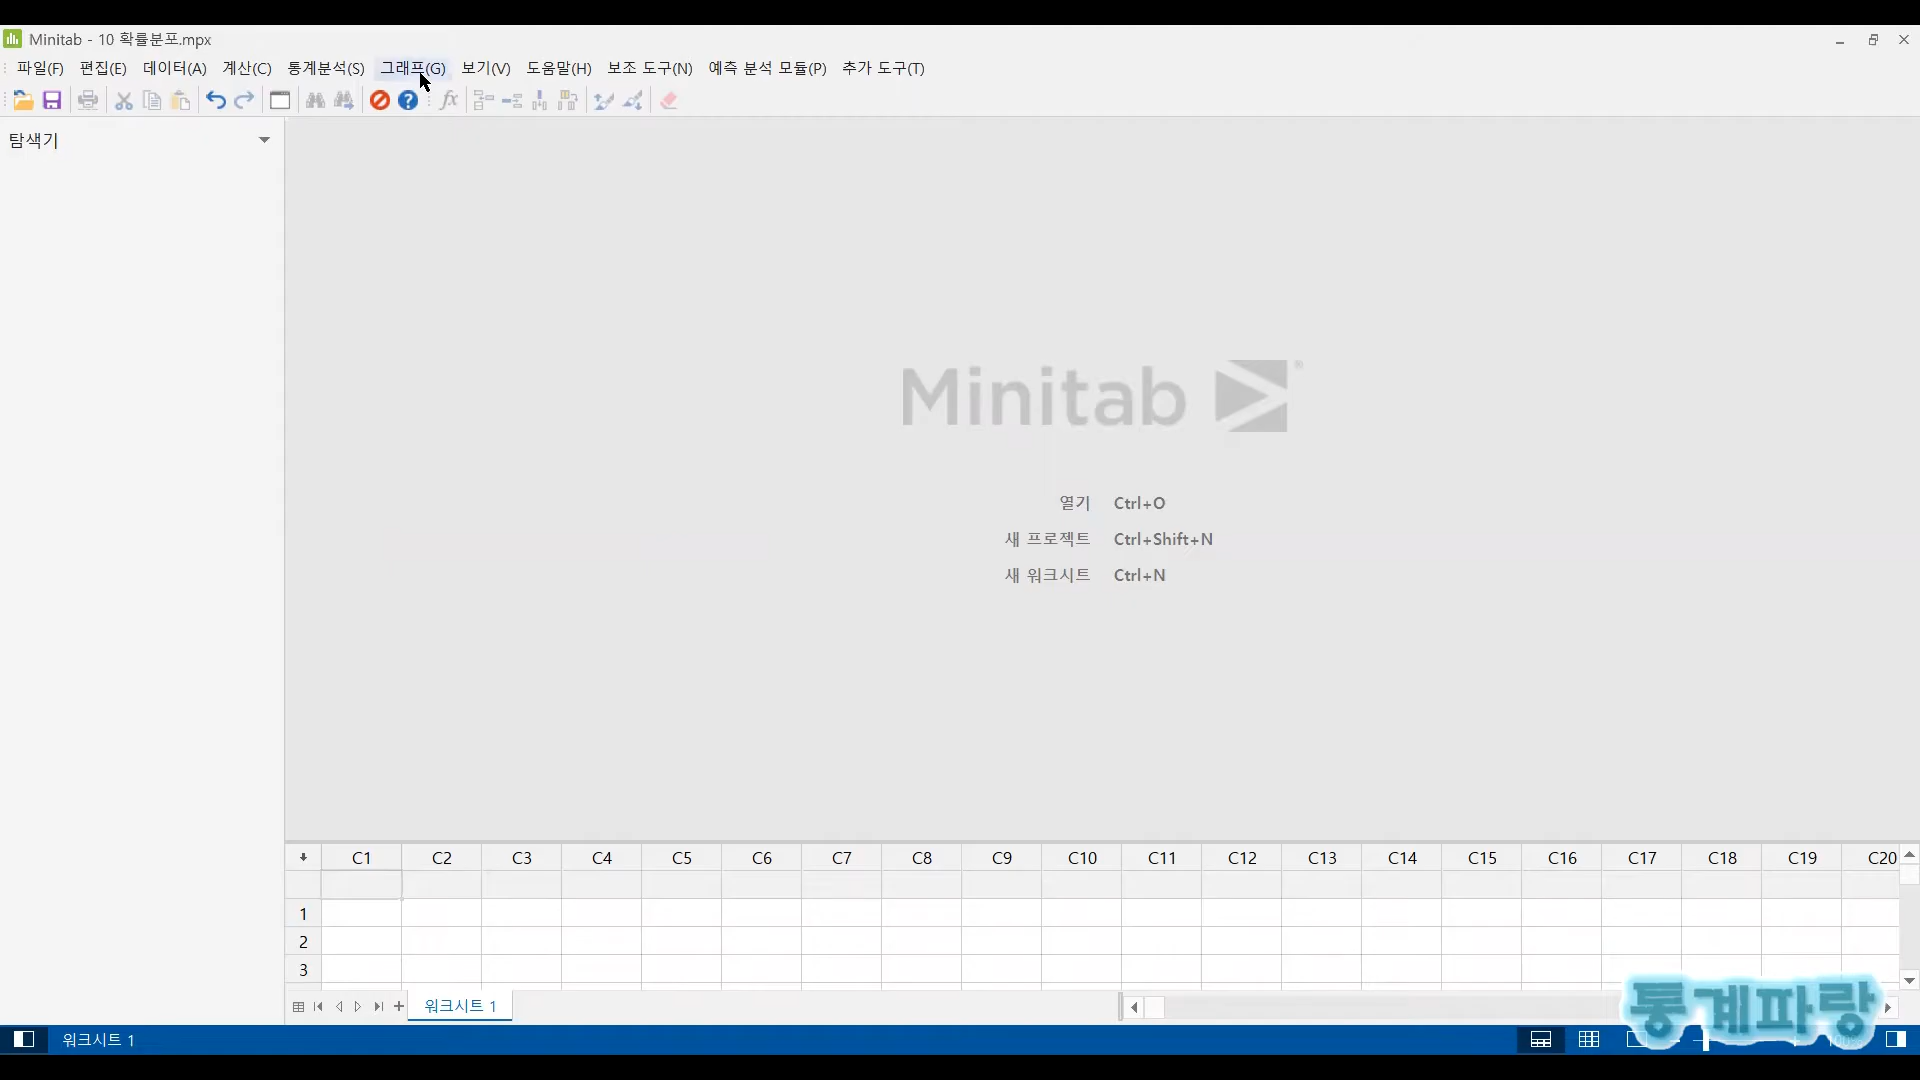 Minitab - 10 확률분포.mpx
파일(F) 편집(E) 데이터(A) 계산(C) 통계분석(S) 그래프(G) 보기(V) 도움말(H) 보조 도구(N) 예측 분석 모듈(P) 추가 도구(T)
탐색기
Minitab
열기 Ctrl+O
새 프로젝트 Ctrl+Shift+N
새 워크시트 Ctrl+N
C1 C2 C3 C4 C5 C6 C7 C8 C9 C10 C11 C12 C13 C14 C15 C16 C17 C18 C19 C20
1
2
3
워크시트 1
통계파랑
워크시트 1